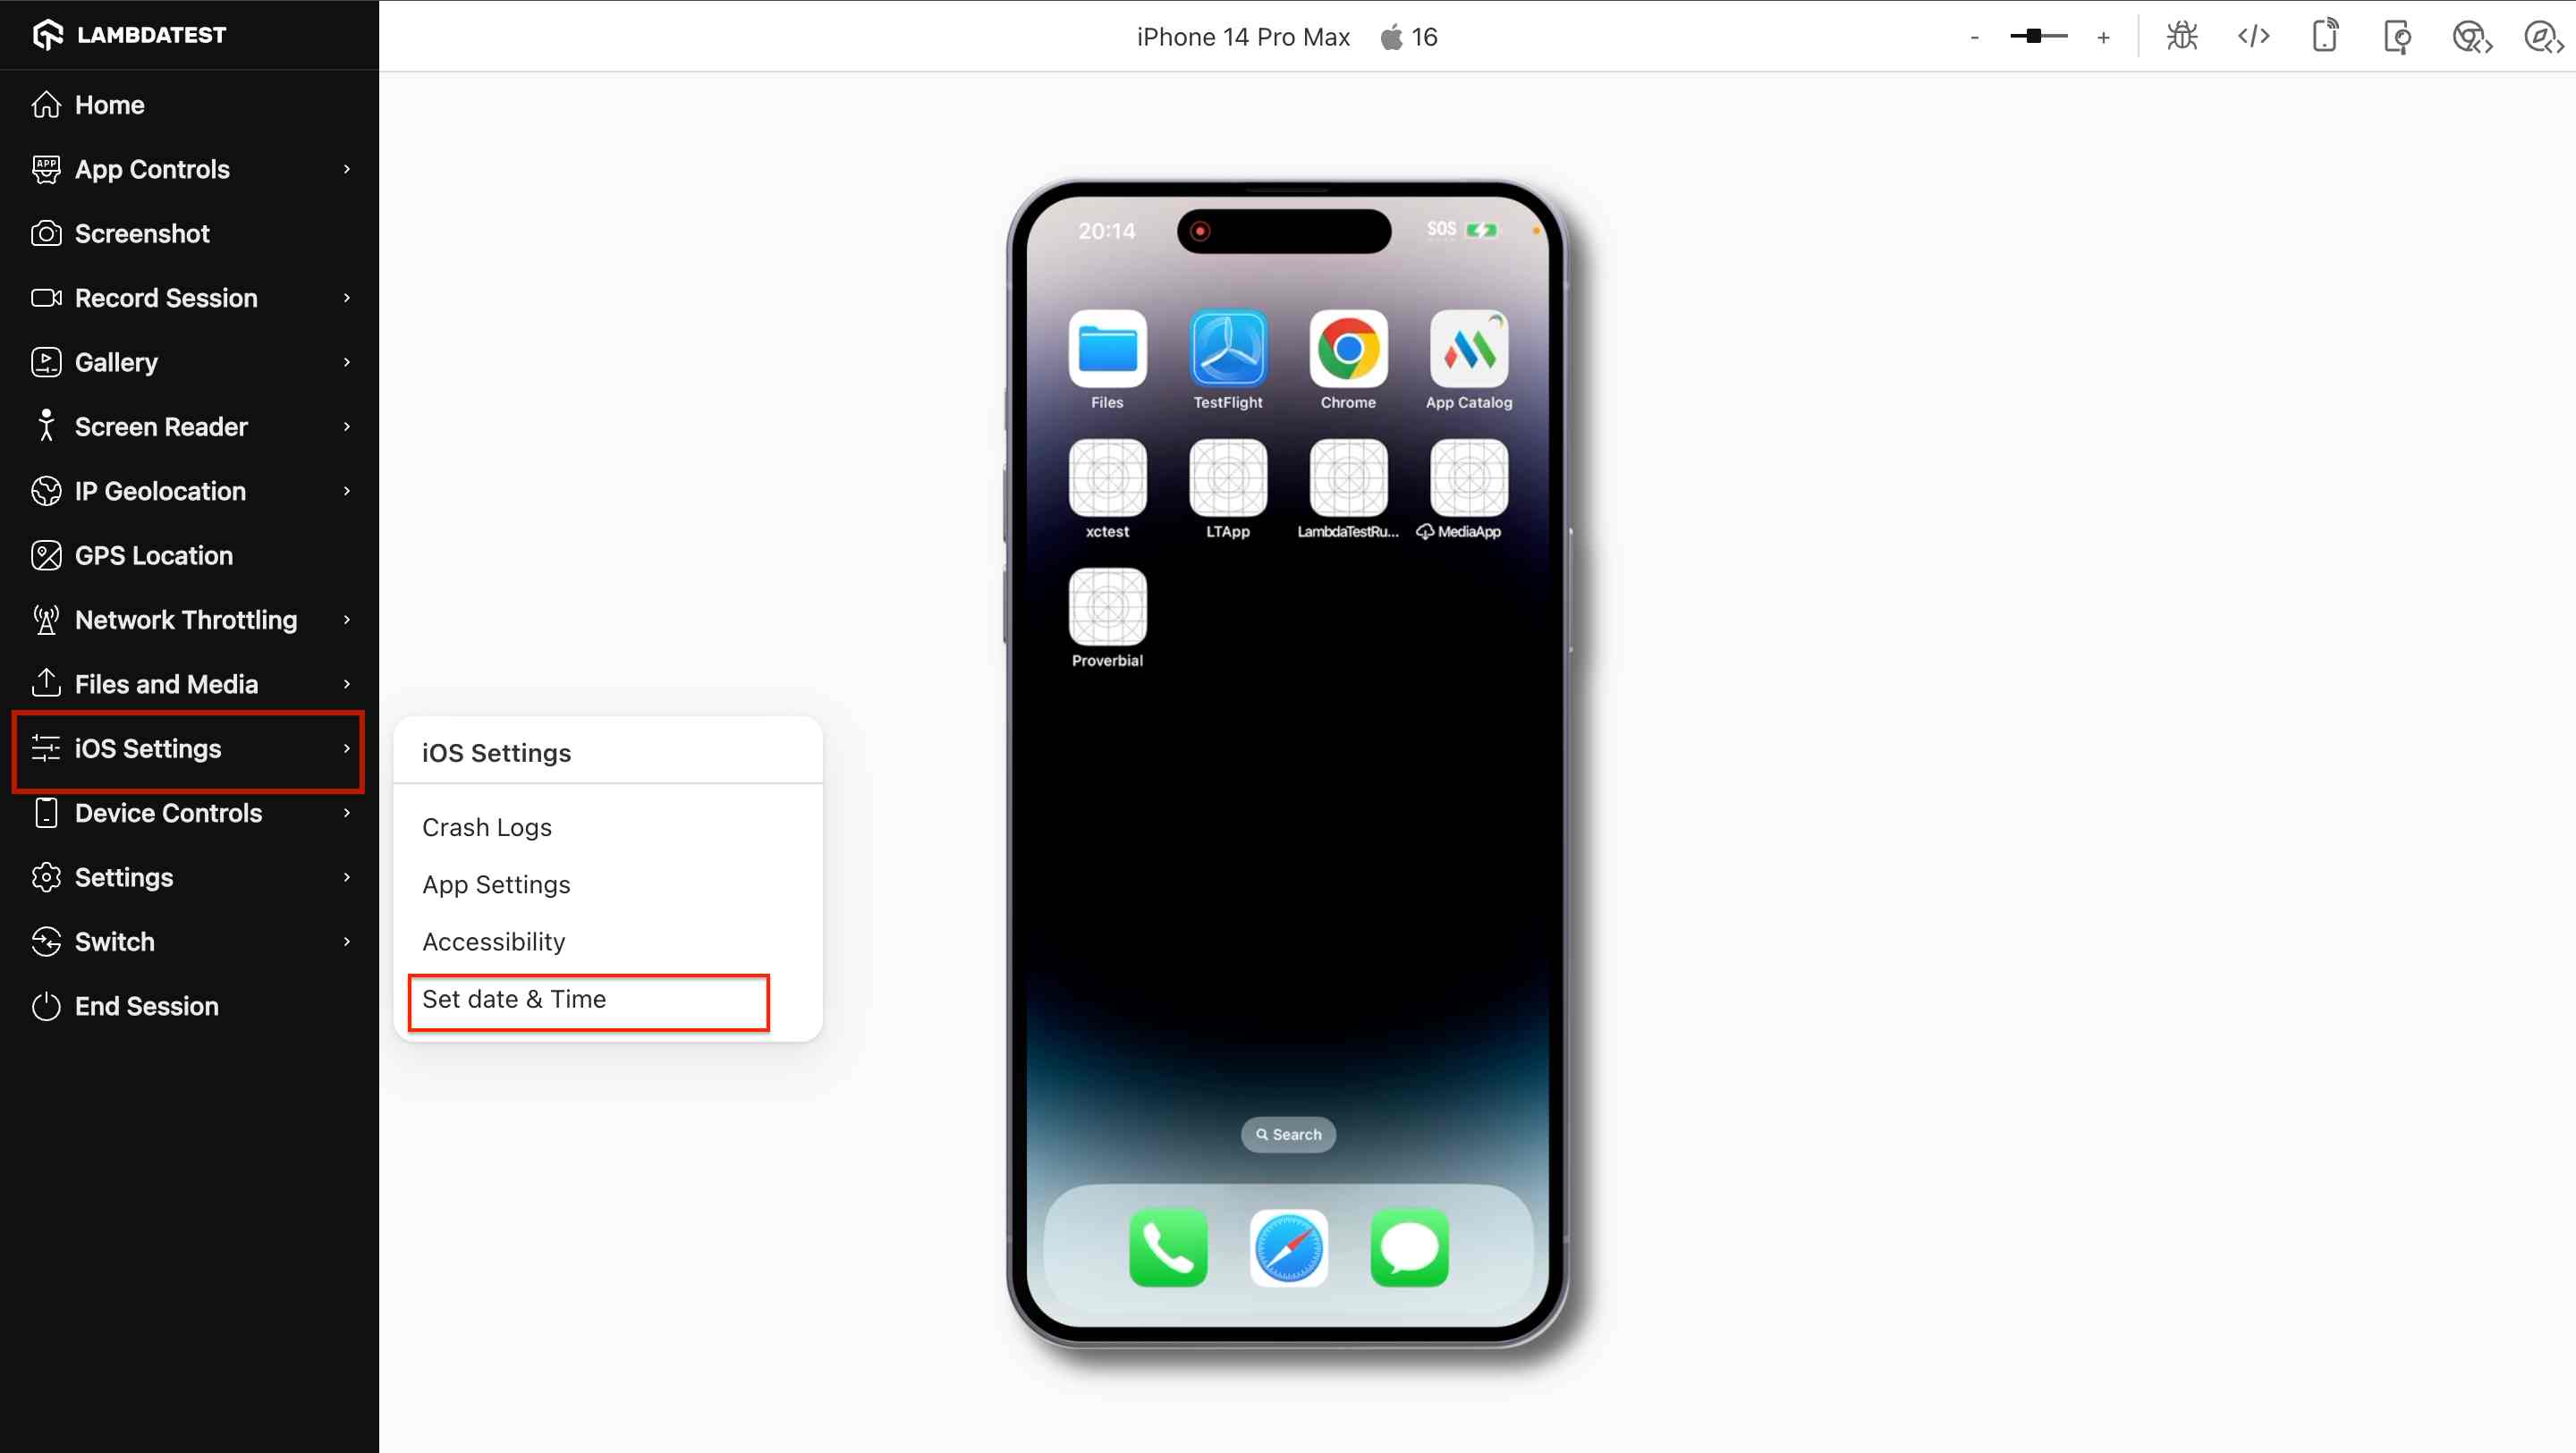 LAMBDATEST
iPhone 14 Pro Max 16
- +
Home
App Controls
Screenshot
Record Session
Gallery
Screen Reader
IP Geolocation
GPS Location
Network Throttling
Files and Media
iOS Settings
Device Controls
Settings
Switch
End Session
iOS Settings
Crash Logs
App Settings
Accessibility
Set date & Time
20:14 SOS
Files TestFlight Chrome App Catalog
xctest LTApp LambdaTestRu... MediaApp
Proverbial
Search